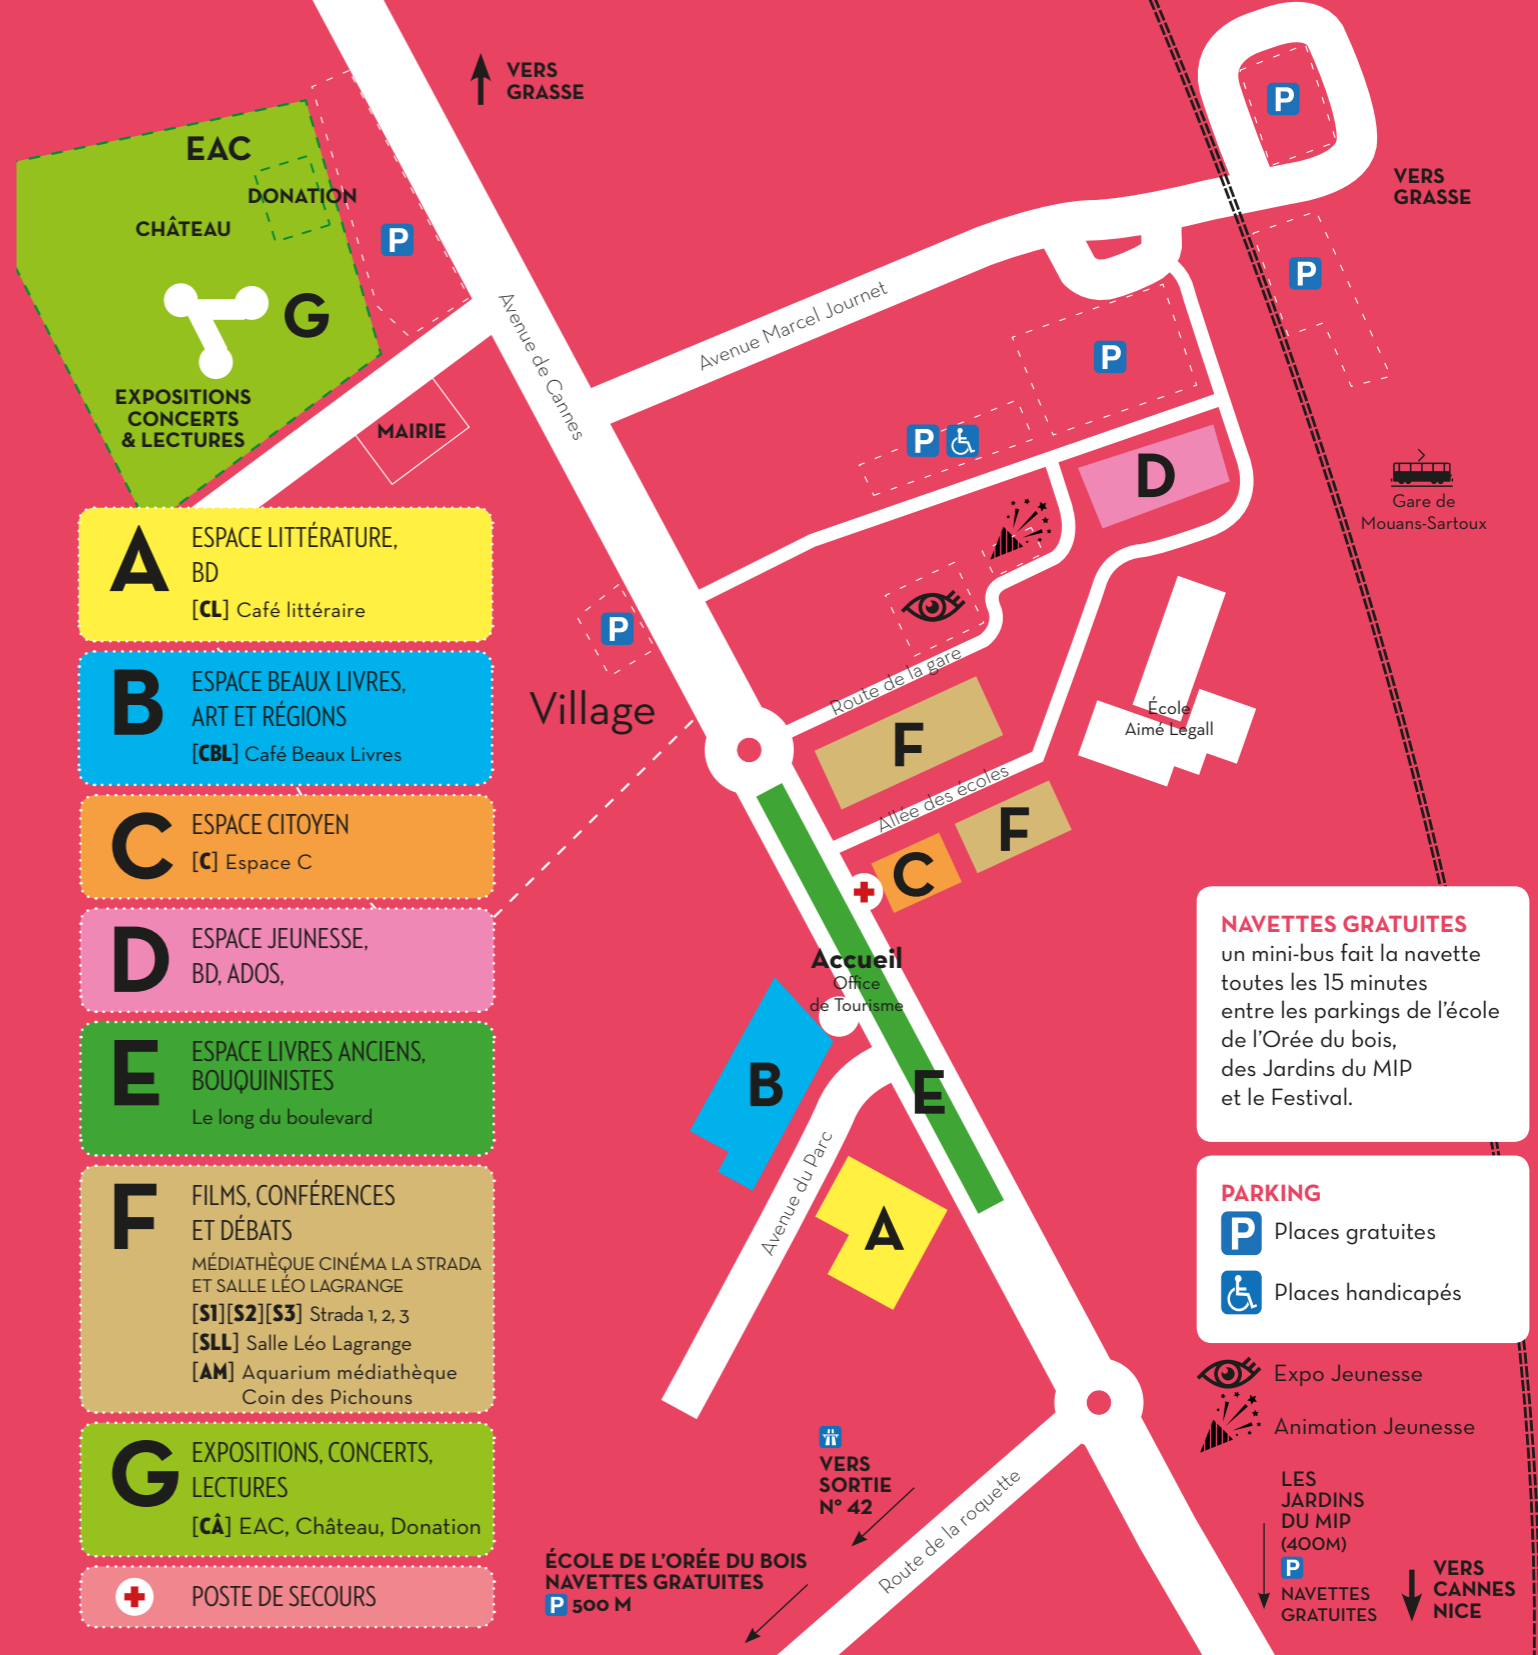 VERS
GRASSE
P
VERS
GRASSE
EAC
DONATION
CHÂTEAU
P
P
G
EXPOSITIONS
CONCERTS
& LECTURES
MAIRIE
Avenue de Cannes
Avenue Marcel Journet
P
P
D
Gare de
Mouans-Sartoux
P
Village
Route de la gare
F
École
Aimé Legall
Allée des écoles
F
C
Accueil
Office
de Tourisme
B
E
Avenue du Parc
A
A
ESPACE LITTÉRATURE,
BD
[CL] Café littéraire
B
ESPACE BEAUX LIVRES,
ART ET RÉGIONS
[CBL] Café Beaux Livres
C
ESPACE CITOYEN
[C] Espace C
D
ESPACE JEUNESSE,
BD, ADOS,
E
ESPACE LIVRES ANCIENS,
BOUQUINISTES
Le long du boulevard
F
FILMS, CONFÉRENCES
ET DÉBATS
MÉDIATHÈQUE CINÉMA LA STRADA
ET SALLE LÉO LAGRANGE
[S1][S2][S3] Strada 1, 2, 3
[SLL] Salle Léo Lagrange
[AM] Aquarium médiathèque
Coin des Pichouns
G
EXPOSITIONS, CONCERTS,
LECTURES
[CÂ] EAC, Château, Donation
POSTE DE SECOURS
NAVETTES GRATUITES
un mini-bus fait la navette
toutes les 15 minutes
entre les parkings de l'école
de l'Orée du bois,
des Jardins du MIP
et le Festival.
PARKING
P Places gratuites
Places handicapés
Expo Jeunesse
Animation Jeunesse
VERS
SORTIE
N° 42
Route de la roquette
ÉCOLE DE L'ORÉE DU BOIS
NAVETTES GRATUITES
P 500 M
LES
JARDINS
DU MIP
(400M)
P
NAVETTES
GRATUITES
VERS
CANNES
NICE